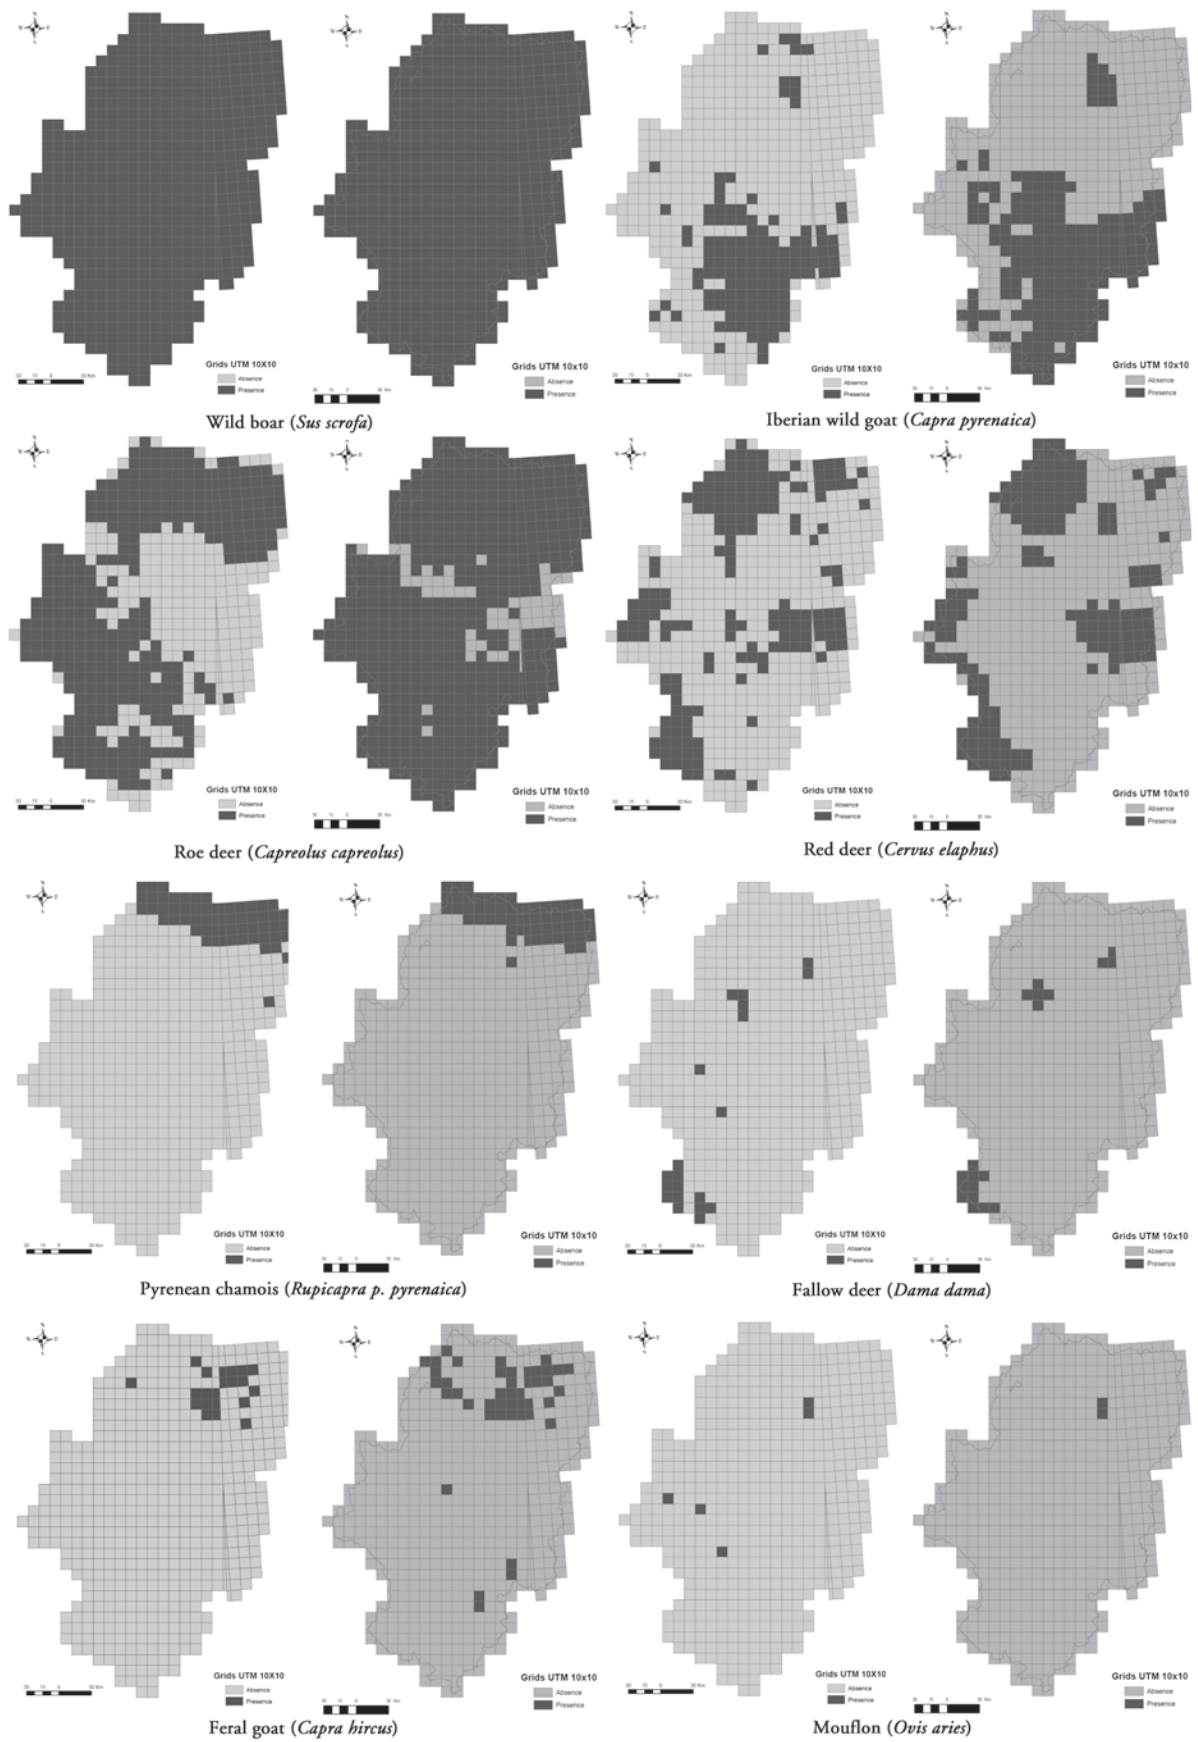 Grids UTM 10X10
Absence
Presence
Grids UTM 10x10
Absence
Presence
Wild boar (Sus scrofa)
Grids UTM 10X10
Absence
Presence
Grids UTM 10x10
Absence
Presence
Iberian wild goat (Capra pyrenaica)
Grids UTM 10X10
Absence
Presence
Grids UTM 10x10
Absence
Presence
Roe deer (Capreolus capreolus)
Grids UTM 10X10
Absence
Presence
Grids UTM 10x10
Absence
Presence
Red deer (Cervus elaphus)
Grids UTM 10X10
Absence
Presence
Grids UTM 10x10
Absence
Presence
Pyrenean chamois (Rupicapra p. pyrenaica)
Grids UTM 10X10
Absence
Presence
Grids UTM 10x10
Absence
Presence
Fallow deer (Dama dama)
Grids UTM 10X10
Absence
Presence
Grids UTM 10x10
Absence
Presence
Feral goat (Capra hircus)
Grids UTM 10X10
Absence
Presence
Grids UTM 10x10
Absence
Presence
Mouflon (Ovis aries)